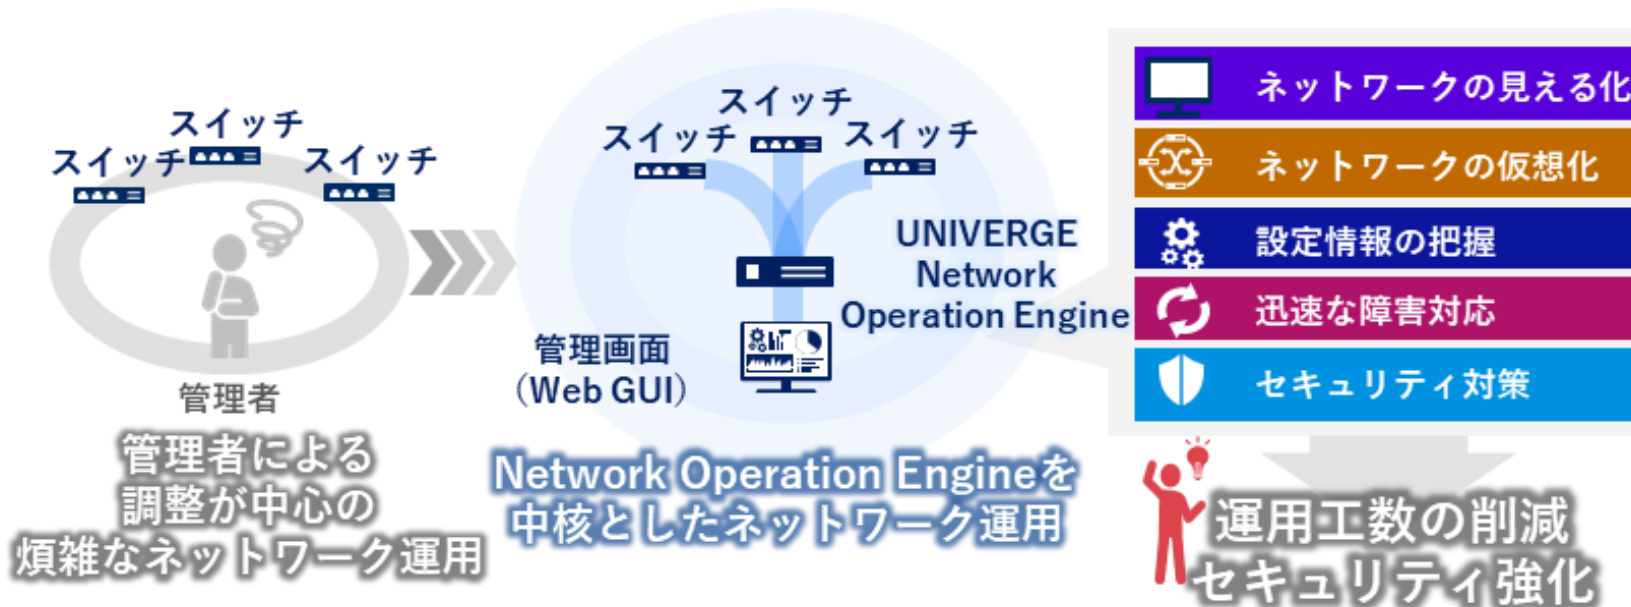 スイッチ
スイッチ
スイッチ
管理者
管理者による
調整が中心の
煩雑なネットワーク運用
スイッチ
スイッチ
スイッチ
UNIVERGE
Network
Operation Engine
管理画面
（Web GUI）
Network Operation Engineを
中核としたネットワーク運用
ネットワークの見える化
ネットワークの仮想化
設定情報の把握
迅速な障害対応
セキュリティ対策
運用工数の削減
セキュリティ強化